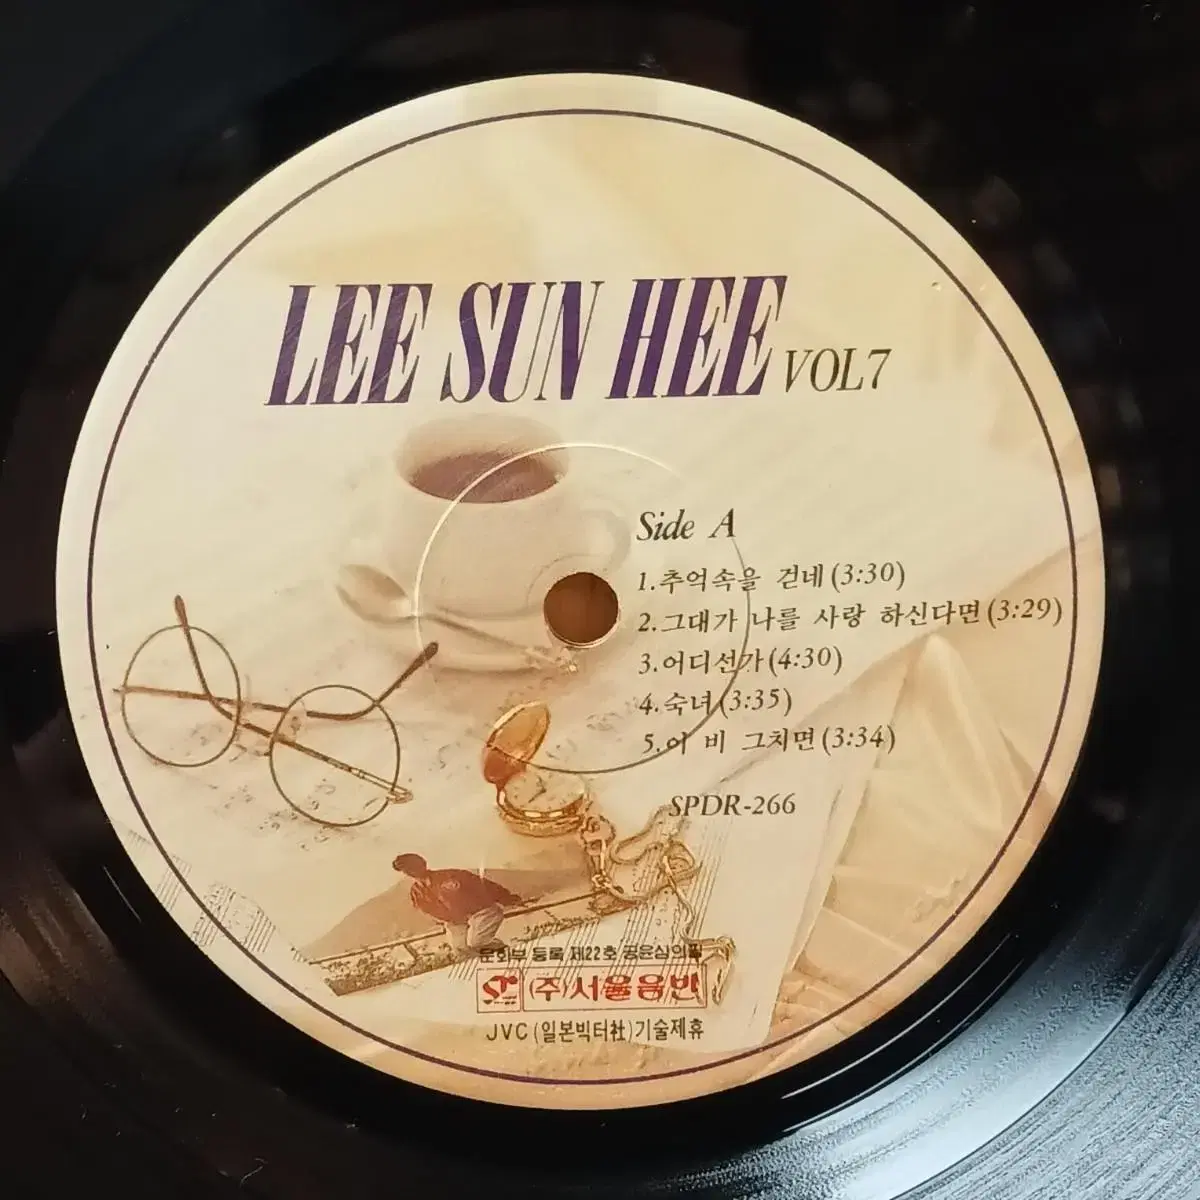 LEE SUN HEE VOL7
Side A
1.추억속을 걷네(3:30)
2.그대가 나를 사랑 하신다면(3:29)
3.어디선가(4:30)
4.숙녀(3:35)
5.이 비 그치면(3:34)
SPDR-266
문화부 등록 제22호 공윤심의필
(주)서울음반
JVC(일본빅터社)기술제휴